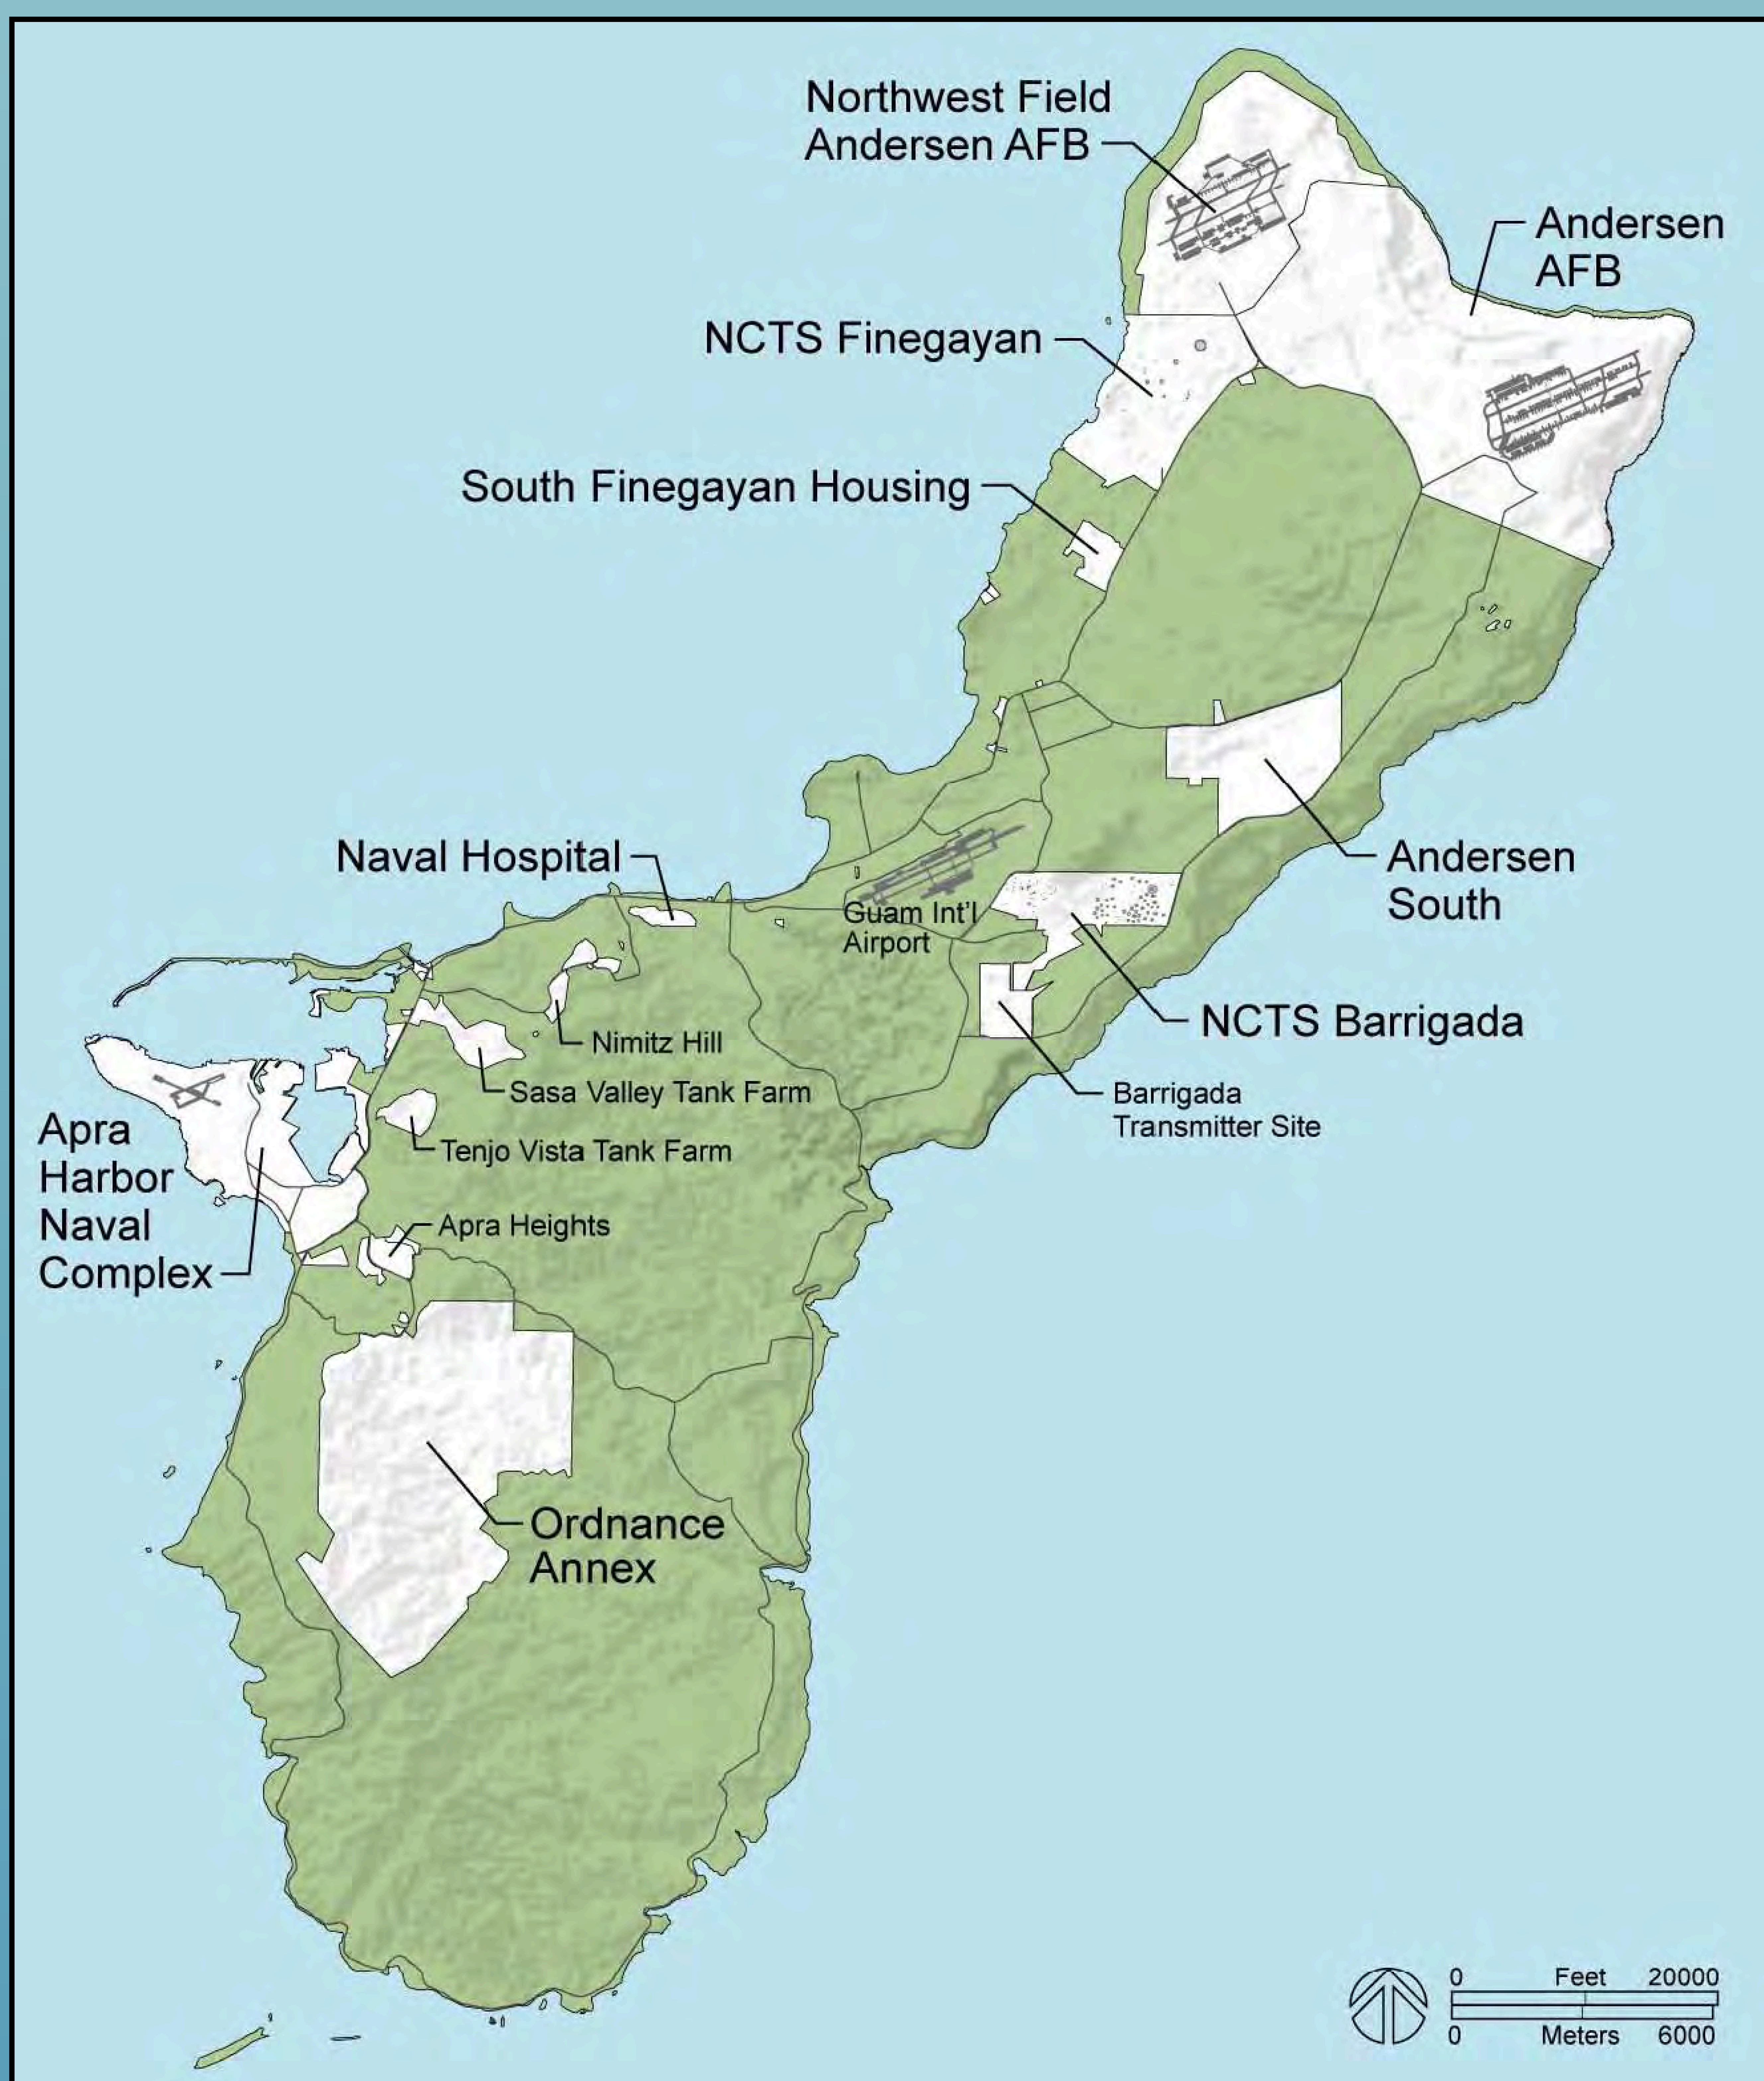 Northwest Field
Andersen AFB
Andersen
AFB
NCTS Finegayan
South Finegayan Housing
Naval Hospital
Andersen
South
Guam Int'l
Airport
NCTS Barrigada
Nimitz Hill
Sasa Valley Tank Farm
Barrigada
Transmitter Site
Tenjo Vista Tank Farm
Apra
Harbor
Naval
Complex
Apra Heights
Ordnance
Annex
0 Feet 20000
0 Meters 6000